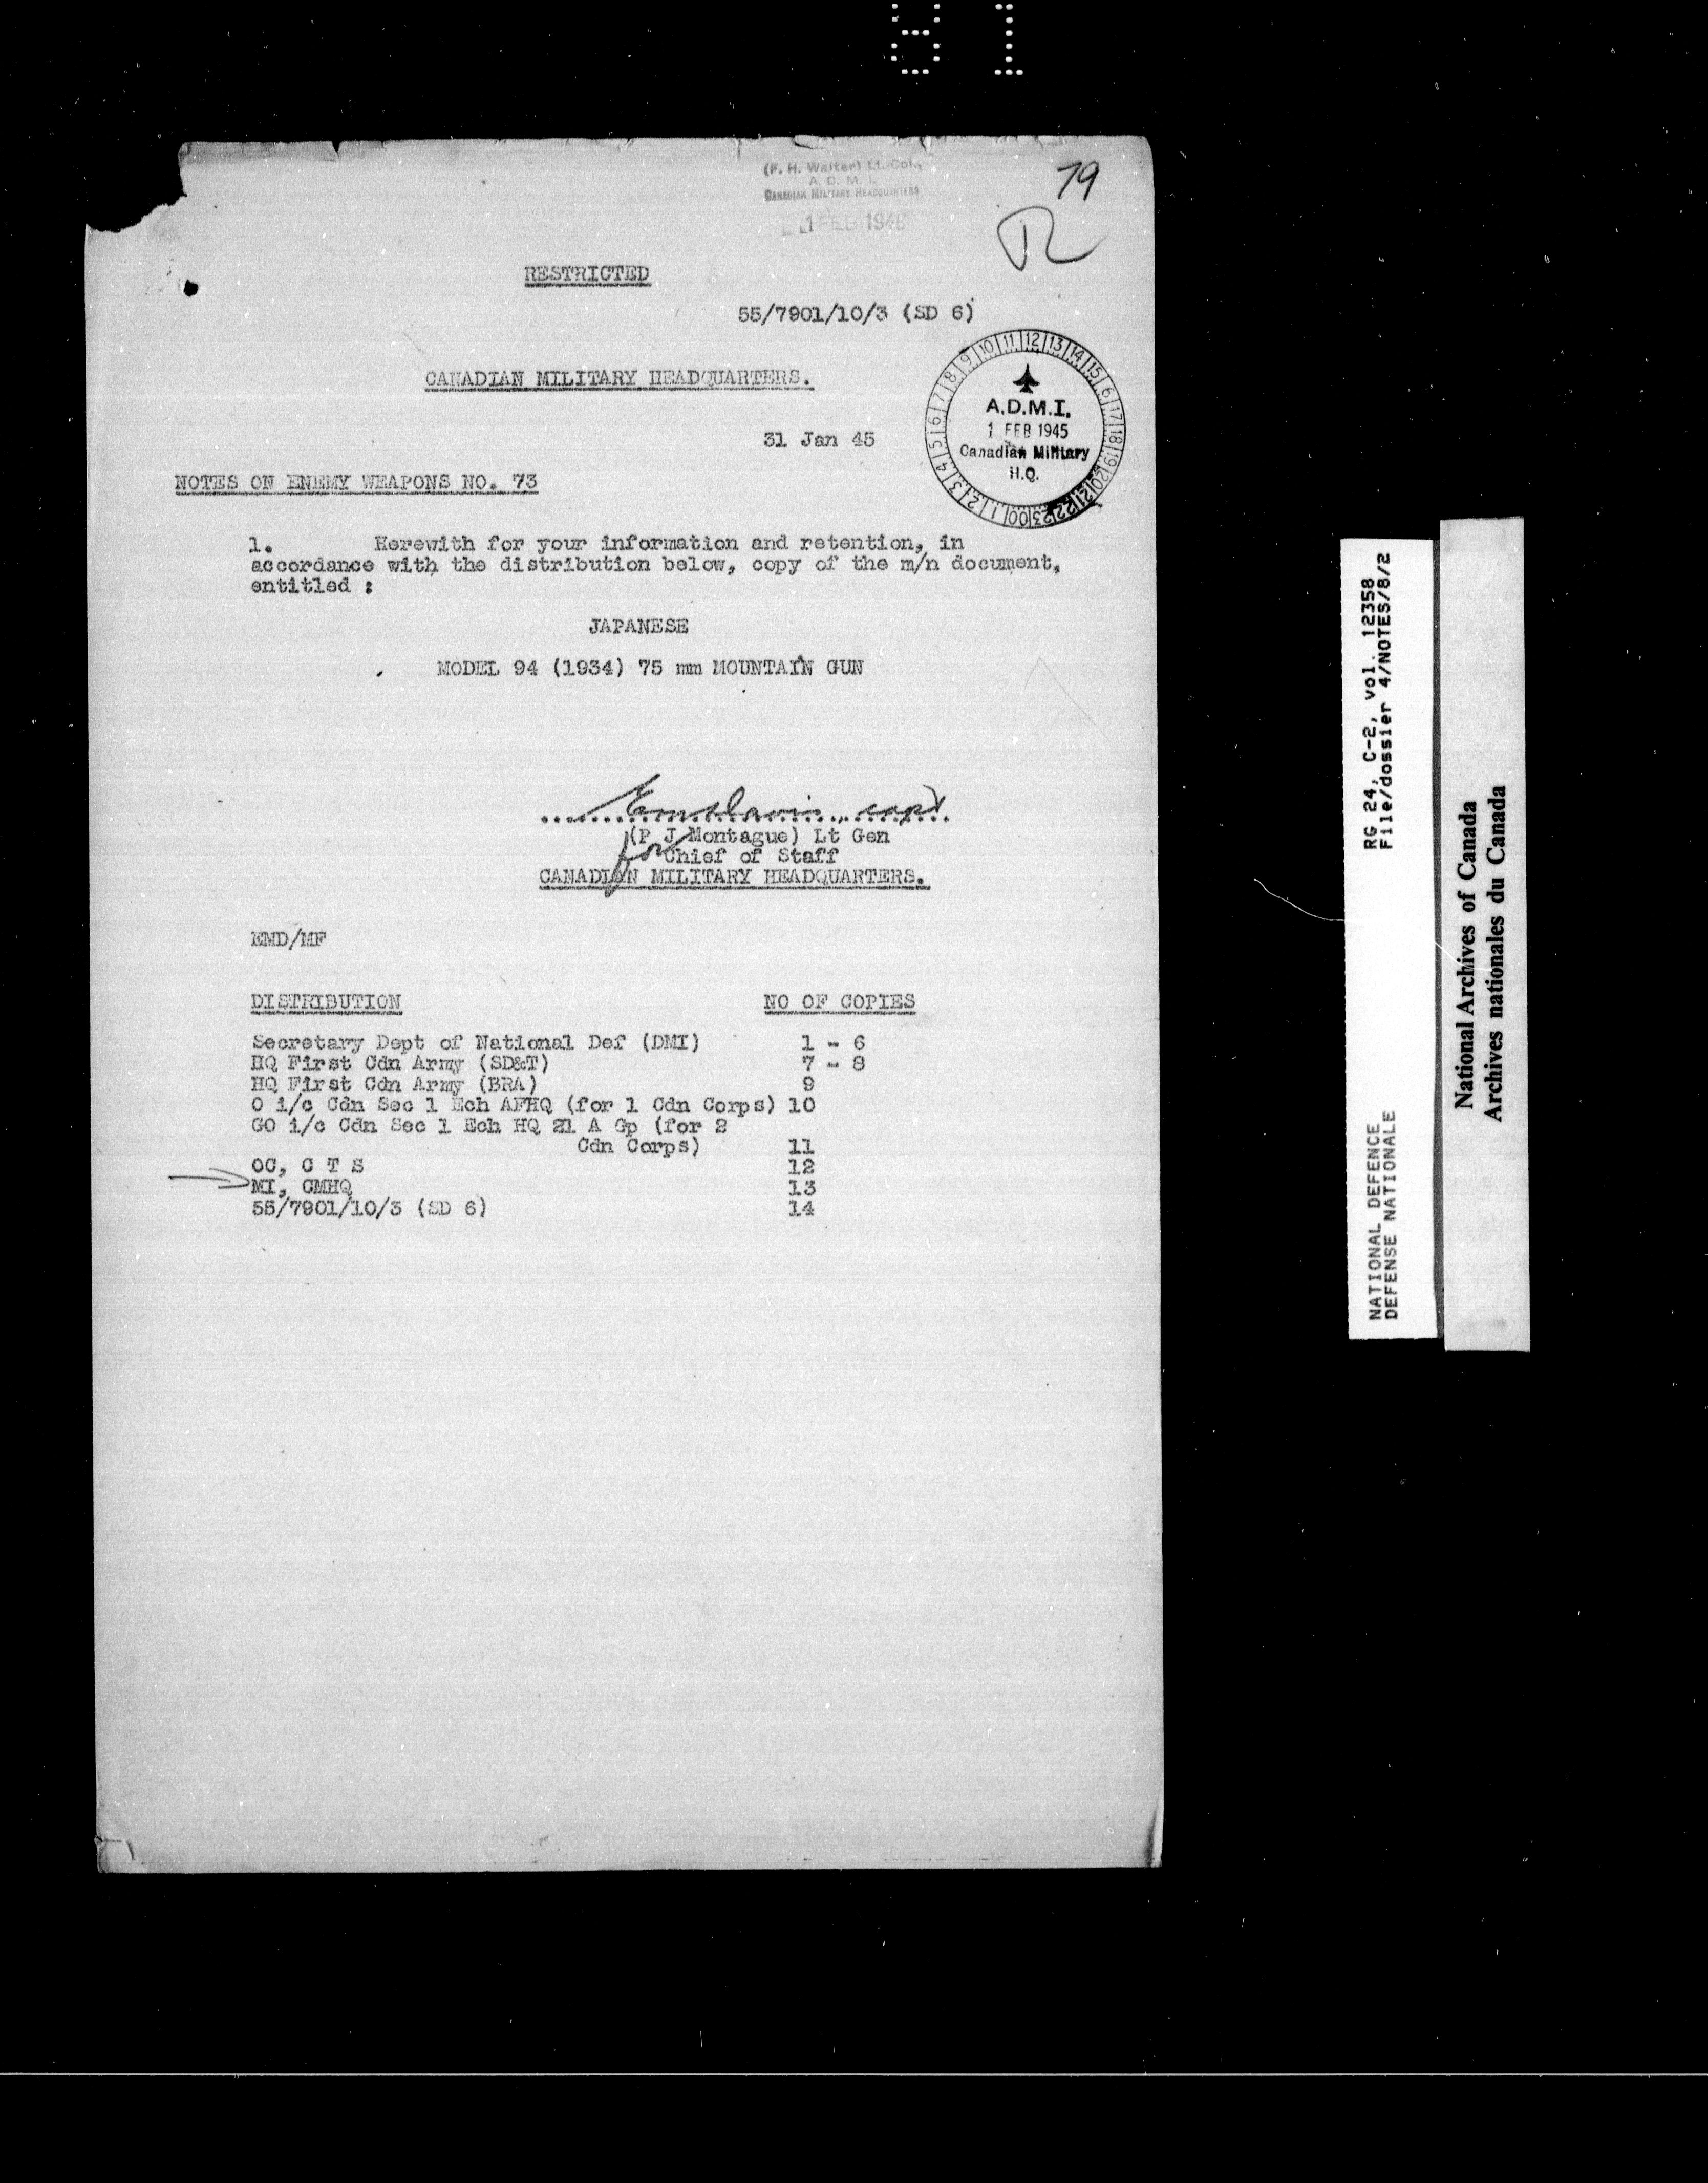 (F. H. Walter) Lt.-Col.,
A. D. M. I.
CANADIAN MILITARY HEADQUARTERS
1 FEB 1945
79
RESTRICTED
55/7901/10/3 (SD 6)
CANADIAN MILITARY HEADQUARTERS.
A.D.M.I.
1 FEB 1945
Canadian Military
H.Q.
31 Jan 45
NOTES ON ENEMY WEAPONS NO. 73
1. Herewith for your information and retention, in
accordance with the distribution below, copy of the m/n document,
entitled :
JAPANESE
MODEL 94 (1934) 75 mm MOUNTAIN GUN
capt
(P J Montague) Lt Gen
for Chief of Staff
CANADIAN MILITARY HEADQUARTERS.
EMD/MF
DISTRIBUTION NO OF COPIES
Secretary Dept of National Def (DMI) 1 - 6
HQ First Cdn Army (SD&T) 7 - 8
HQ First Cdn Army (BRA) 9
O i/c Cdn Sec 1 Ech AFHQ (for 1 Cdn Corps) 10
GO i/c Cdn Sec 1 Ech HQ 21 A Gp (for 2
Cdn Corps) 11
OC, C T S 12
MI, CMHQ 13
55/7901/10/3 (SD 6) 14
NATIONAL DEFENCE RG 24, C-2, vol. 12358
DEFENSE NATIONALE File/dossier 4/NOTES/8/2
National Archives of Canada
Archives nationales du Canada